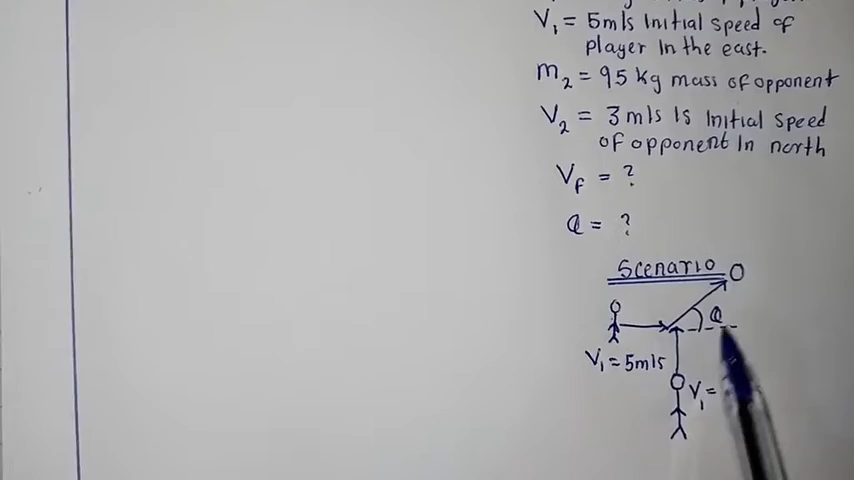 V₁ = 5m/s Initial speed of
player In the east.
m₂ = 95 kg mass of opponent
V₂ = 3m/s is Initial speed
of opponent In north
Vf = ?
θ = ?
Scenario
θ
V₁ = 5m/s
V₁ =